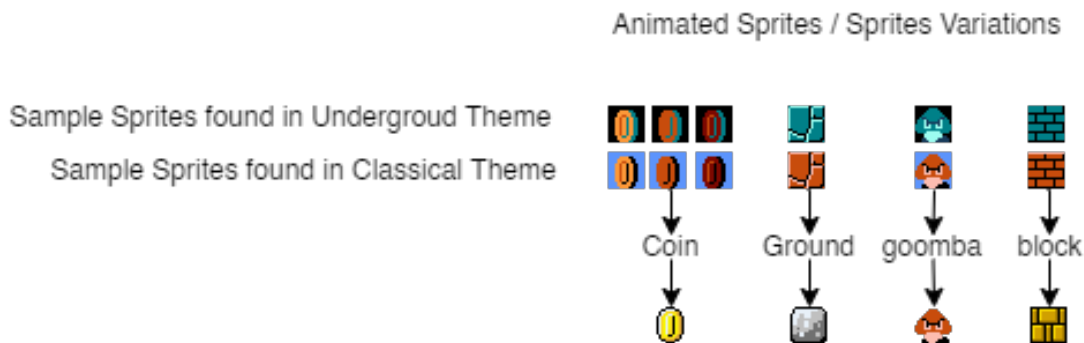 Animated Sprites / Sprites Variations
Sample Sprites found in Undergroud Theme
Sample Sprites found in Classical Theme
Coin Ground goomba block